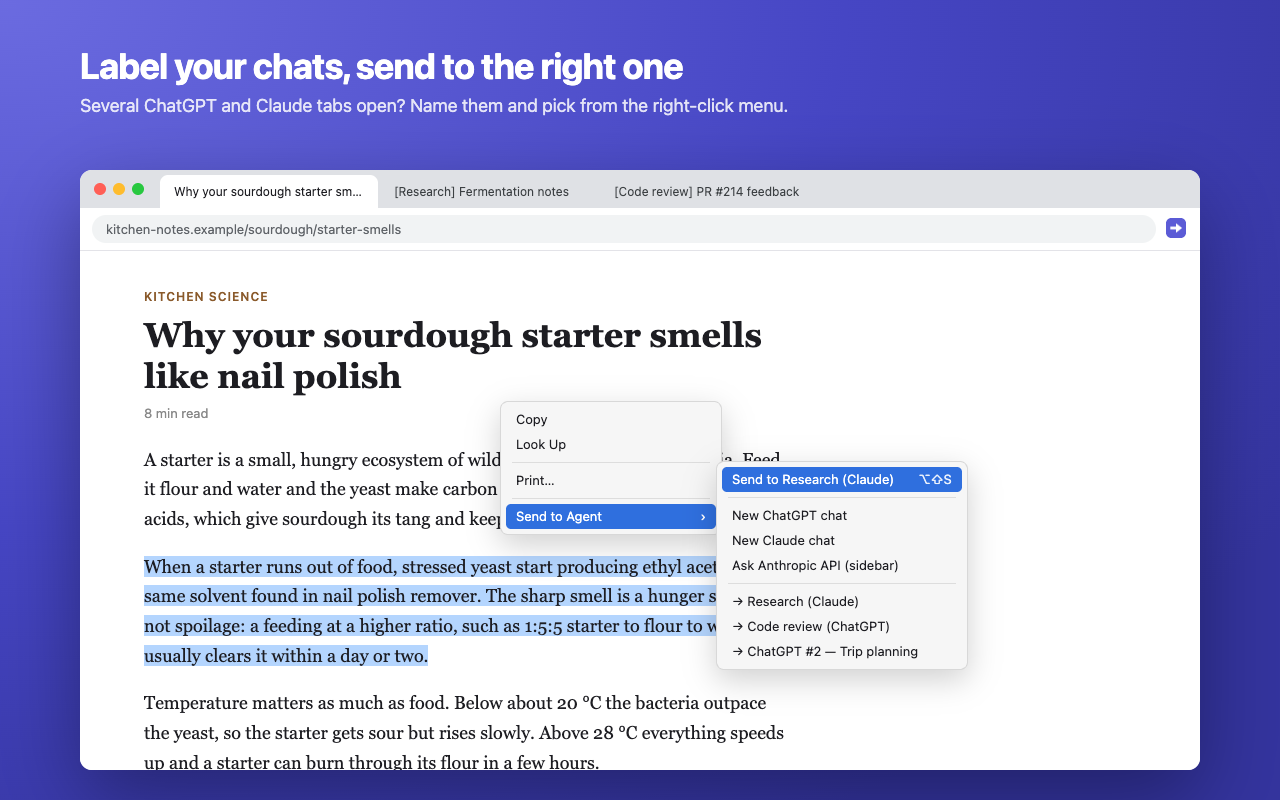 Label your chats, send to the right one
Several ChatGPT and Claude tabs open? Name them and pick from the right-click menu.
Why your sourdough starter sm...
[Research] Fermentation notes
[Code review] PR #214 feedback
kitchen-notes.example/sourdough/starter-smells
KITCHEN SCIENCE
Why your sourdough starter smells
like nail polish
8 min read
A starter is a small, hungry ecosystem of wild
Feed
it flour and water and the yeast make carbon
acids, which give sourdough its tang and keep
When a starter runs out of food, stressed yeast start producing ethyl
same solvent found in nail polish remover. The sharp smell is a hunger
not spoilage: a feeding at a higher ratio, such as 1:5:5 starter to flour to
usually clears it within a day or two.
Temperature matters as much as food. Below about 20 °C the bacteria outpace
the yeast, so the starter gets sour but rises slowly. Above 28 °C everything speeds
up and a starter can burn through its flour in a few hours.
Copy
Look Up
Print...
Send to Agent ›
Send to Research (Claude) ⌥⇧S
New ChatGPT chat
New Claude chat
Ask Anthropic API (sidebar)
→ Research (Claude)
→ Code review (ChatGPT)
→ ChatGPT #2 — Trip planning